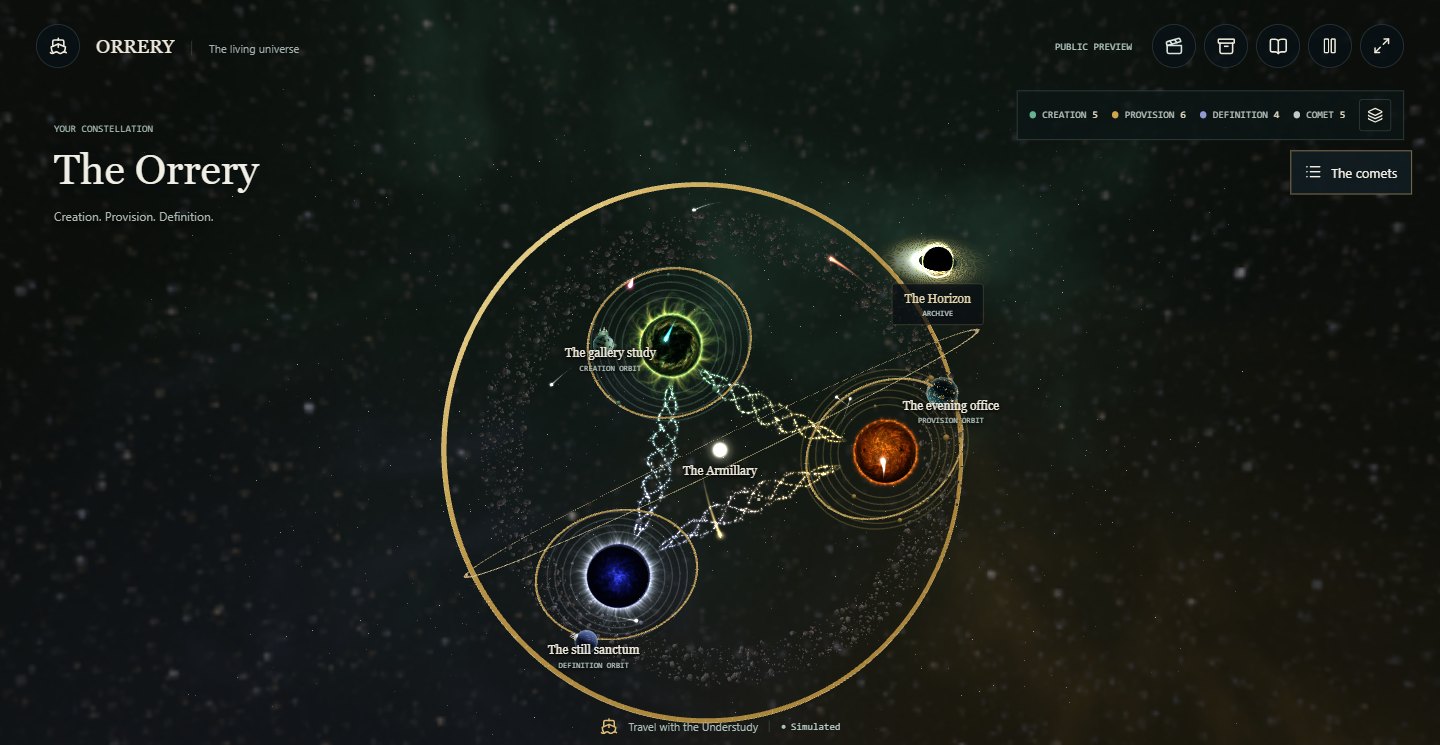 ORRERY
The living universe
PUBLIC PREVIEW
CREATION 5
PROVISION 6
DEFINITION 4
COMET 5
The comets
YOUR CONSTELLATION
The Orrery
Creation. Provision. Definition.
The Horizon
ARCHIVE
The gallery study
CREATION ORBIT
The evening office
PROVISION ORBIT
The Armillary
The still sanctum
DEFINITION ORBIT
Travel with the Understudy
Simulated